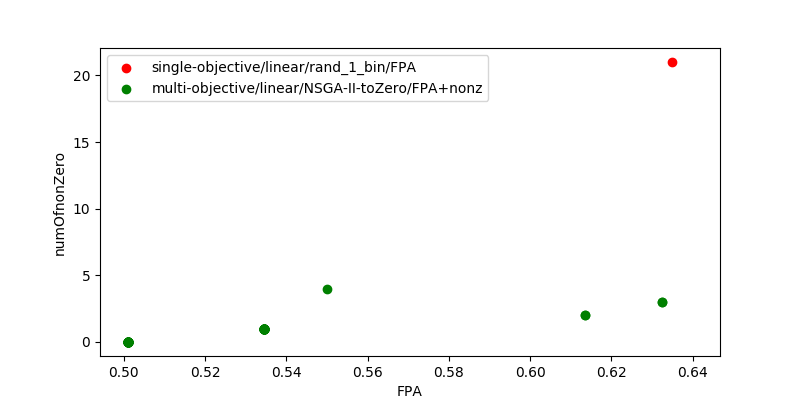 single-objective/linear/rand_1_bin/FPA
multi-objective/linear/NSGA-II-toZero/FPA+nonz
20
15
10
5
0
numOfnonZero
0.50 0.52 0.54 0.56 0.58 0.60 0.62 0.64
FPA